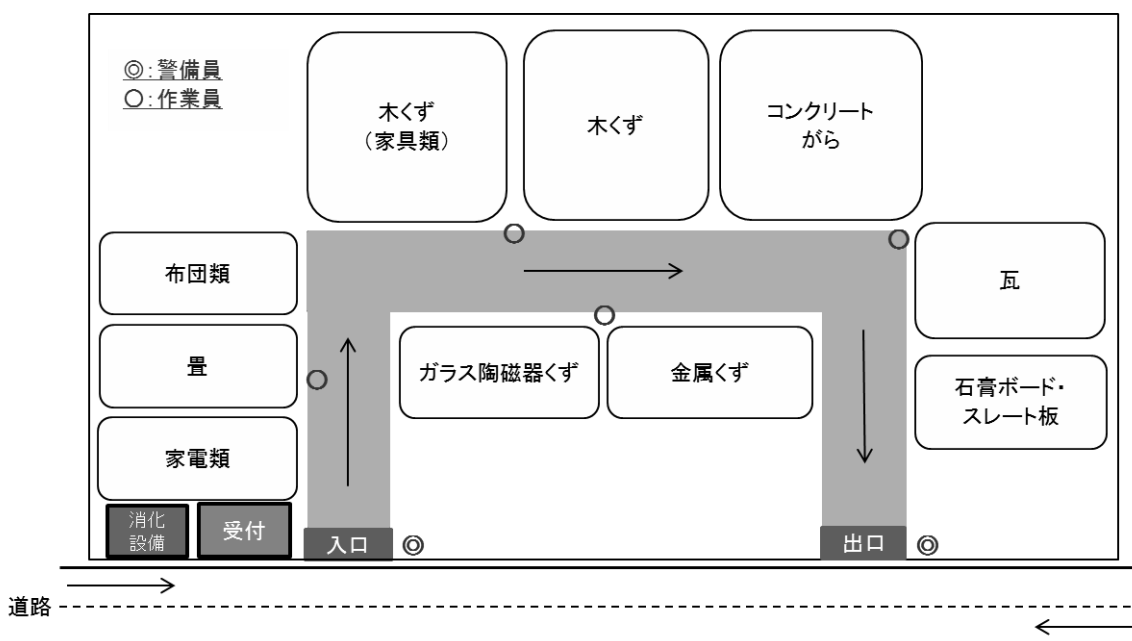 ◎:警備員
○:作業員
木くず
(家具類)
木くず
コンクリート
がら
布団類
瓦
畳
ガラス陶磁器くず
金属くず
石膏ボード・
スレート板
家電類
消化
設備
受付
入口
◎
出口
◎
道路